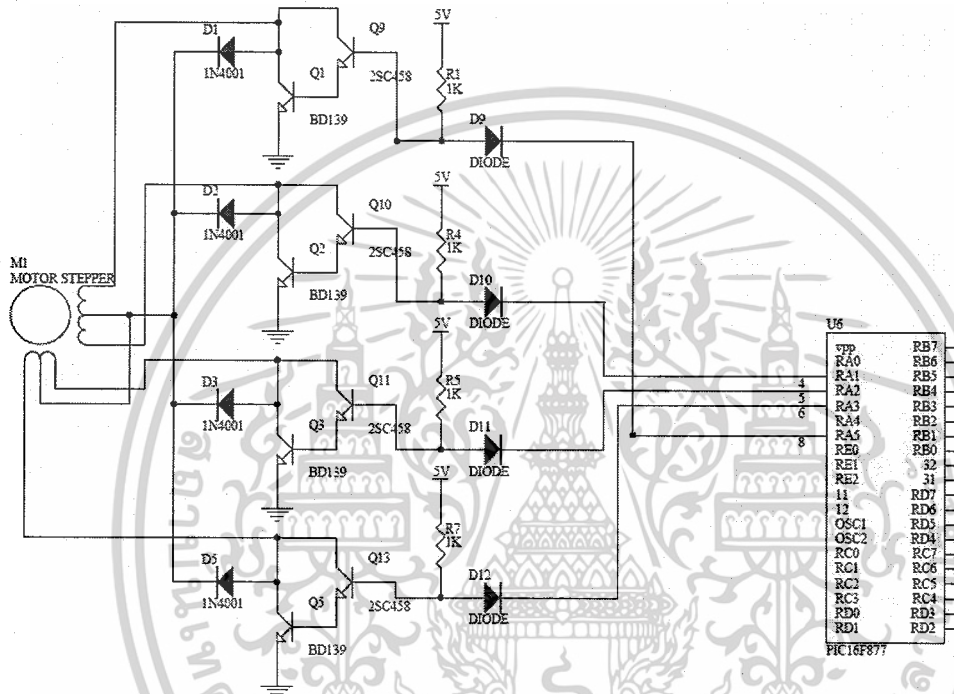 D1
1N4001
Q1
BD139
Q9
2SC458
5V
R1
1K
D9
DIODE
D2
1N4001
Q2
BD139
Q10
2SC458
5V
R4
1K
D10
DIODE
M1
MOTOR STEPPER
D3
1N4001
Q3
BD139
Q11
2SC458
5V
R5
1K
D11
DIODE
D5
1N4001
Q5
BD139
Q13
2SC458
5V
R7
1K
D12
DIODE
4
5
6
8
U6
vpp RB7
RA0 RB6
RA1 RB5
RA2 RB4
RA3 RB3
RA4 RB2
RA5 RB1
RE0 RB0
RE1 32
RE2 31
11 RD7
12 RD6
OSC1 RD5
OSC2 RD4
RC0 RC7
RC1 RC6
RC2 RC5
RC3 RC4
RD0 RD3
RD1 RD2
PIC16F877